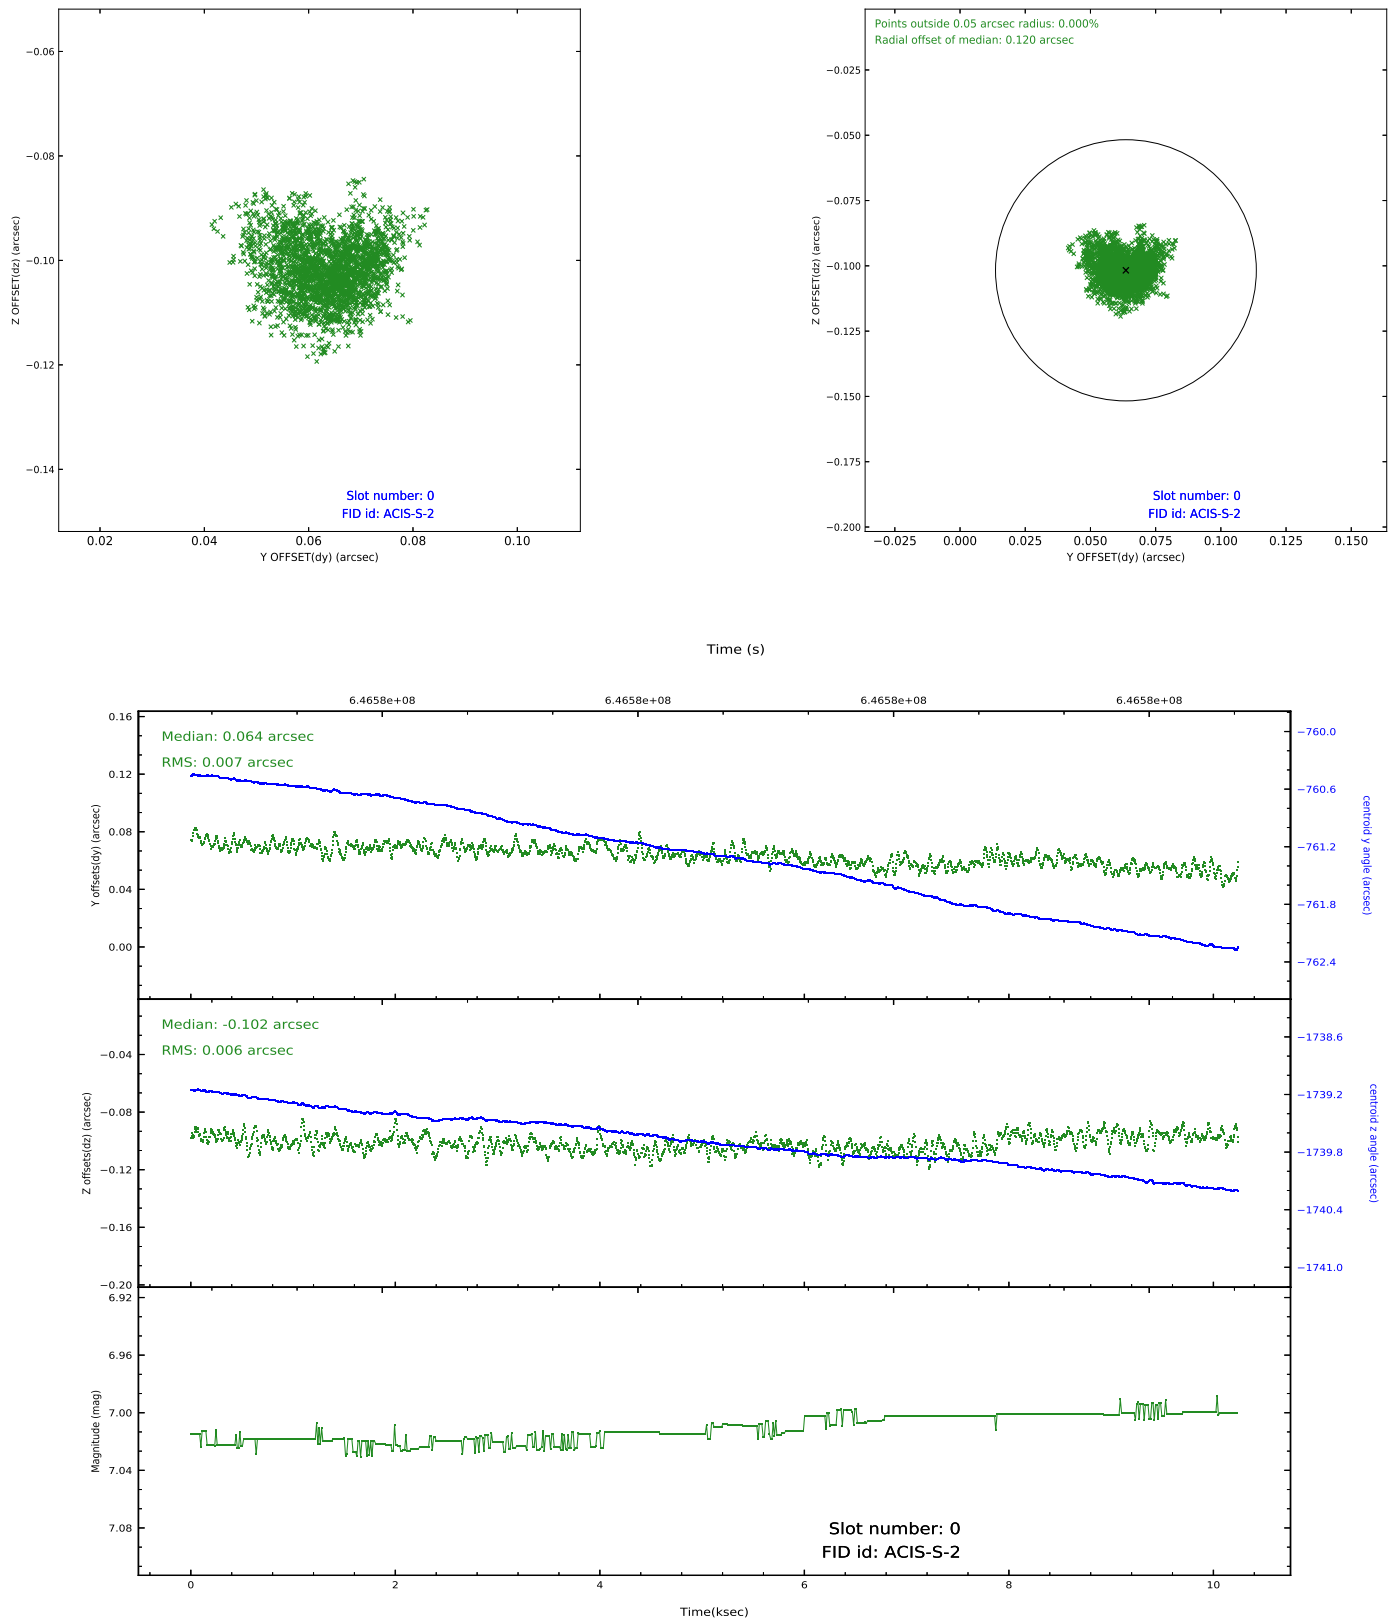 −0.06
−0.08
−0.10
−0.12
−0.14
Z OFFSET(dz) (arcsec)
Slot number: 0
FID id: ACIS-S-2
0.02 0.04 0.06 0.08 0.10
Y OFFSET(dy) (arcsec)
Points outside 0.05 arcsec radius: 0.000%
Radial offset of median: 0.120 arcsec
−0.025
−0.050
−0.075
−0.100
−0.125
−0.150
−0.175
−0.200
Z OFFSET(dz) (arcsec)
Slot number: 0
FID id: ACIS-S-2
−0.025 0.000 0.025 0.050 0.075 0.100 0.125 0.150
Y OFFSET(dy) (arcsec)
Time (s)
6.4658e+08 6.4658e+08 6.4658e+08 6.4658e+08
Median: 0.064 arcsec
RMS: 0.007 arcsec
0.16
0.12
0.08
0.04
0.00
Y offsets(dy) (arcsec)
−760.0
−760.6
−761.2
−761.8
−762.4
centroid y angle (arcsec)
Median: -0.102 arcsec
RMS: 0.006 arcsec
−0.04
−0.08
−0.12
−0.16
−0.20
Z offsets(dz) (arcsec)
−1738.6
−1739.2
−1739.8
−1740.4
−1741.0
centroid z angle (arcsec)
6.92
6.96
7.00
7.04
7.08
Magnitude (mag)
Slot number: 0
FID id: ACIS-S-2
0 2 4 6 8 10
Time(ksec)